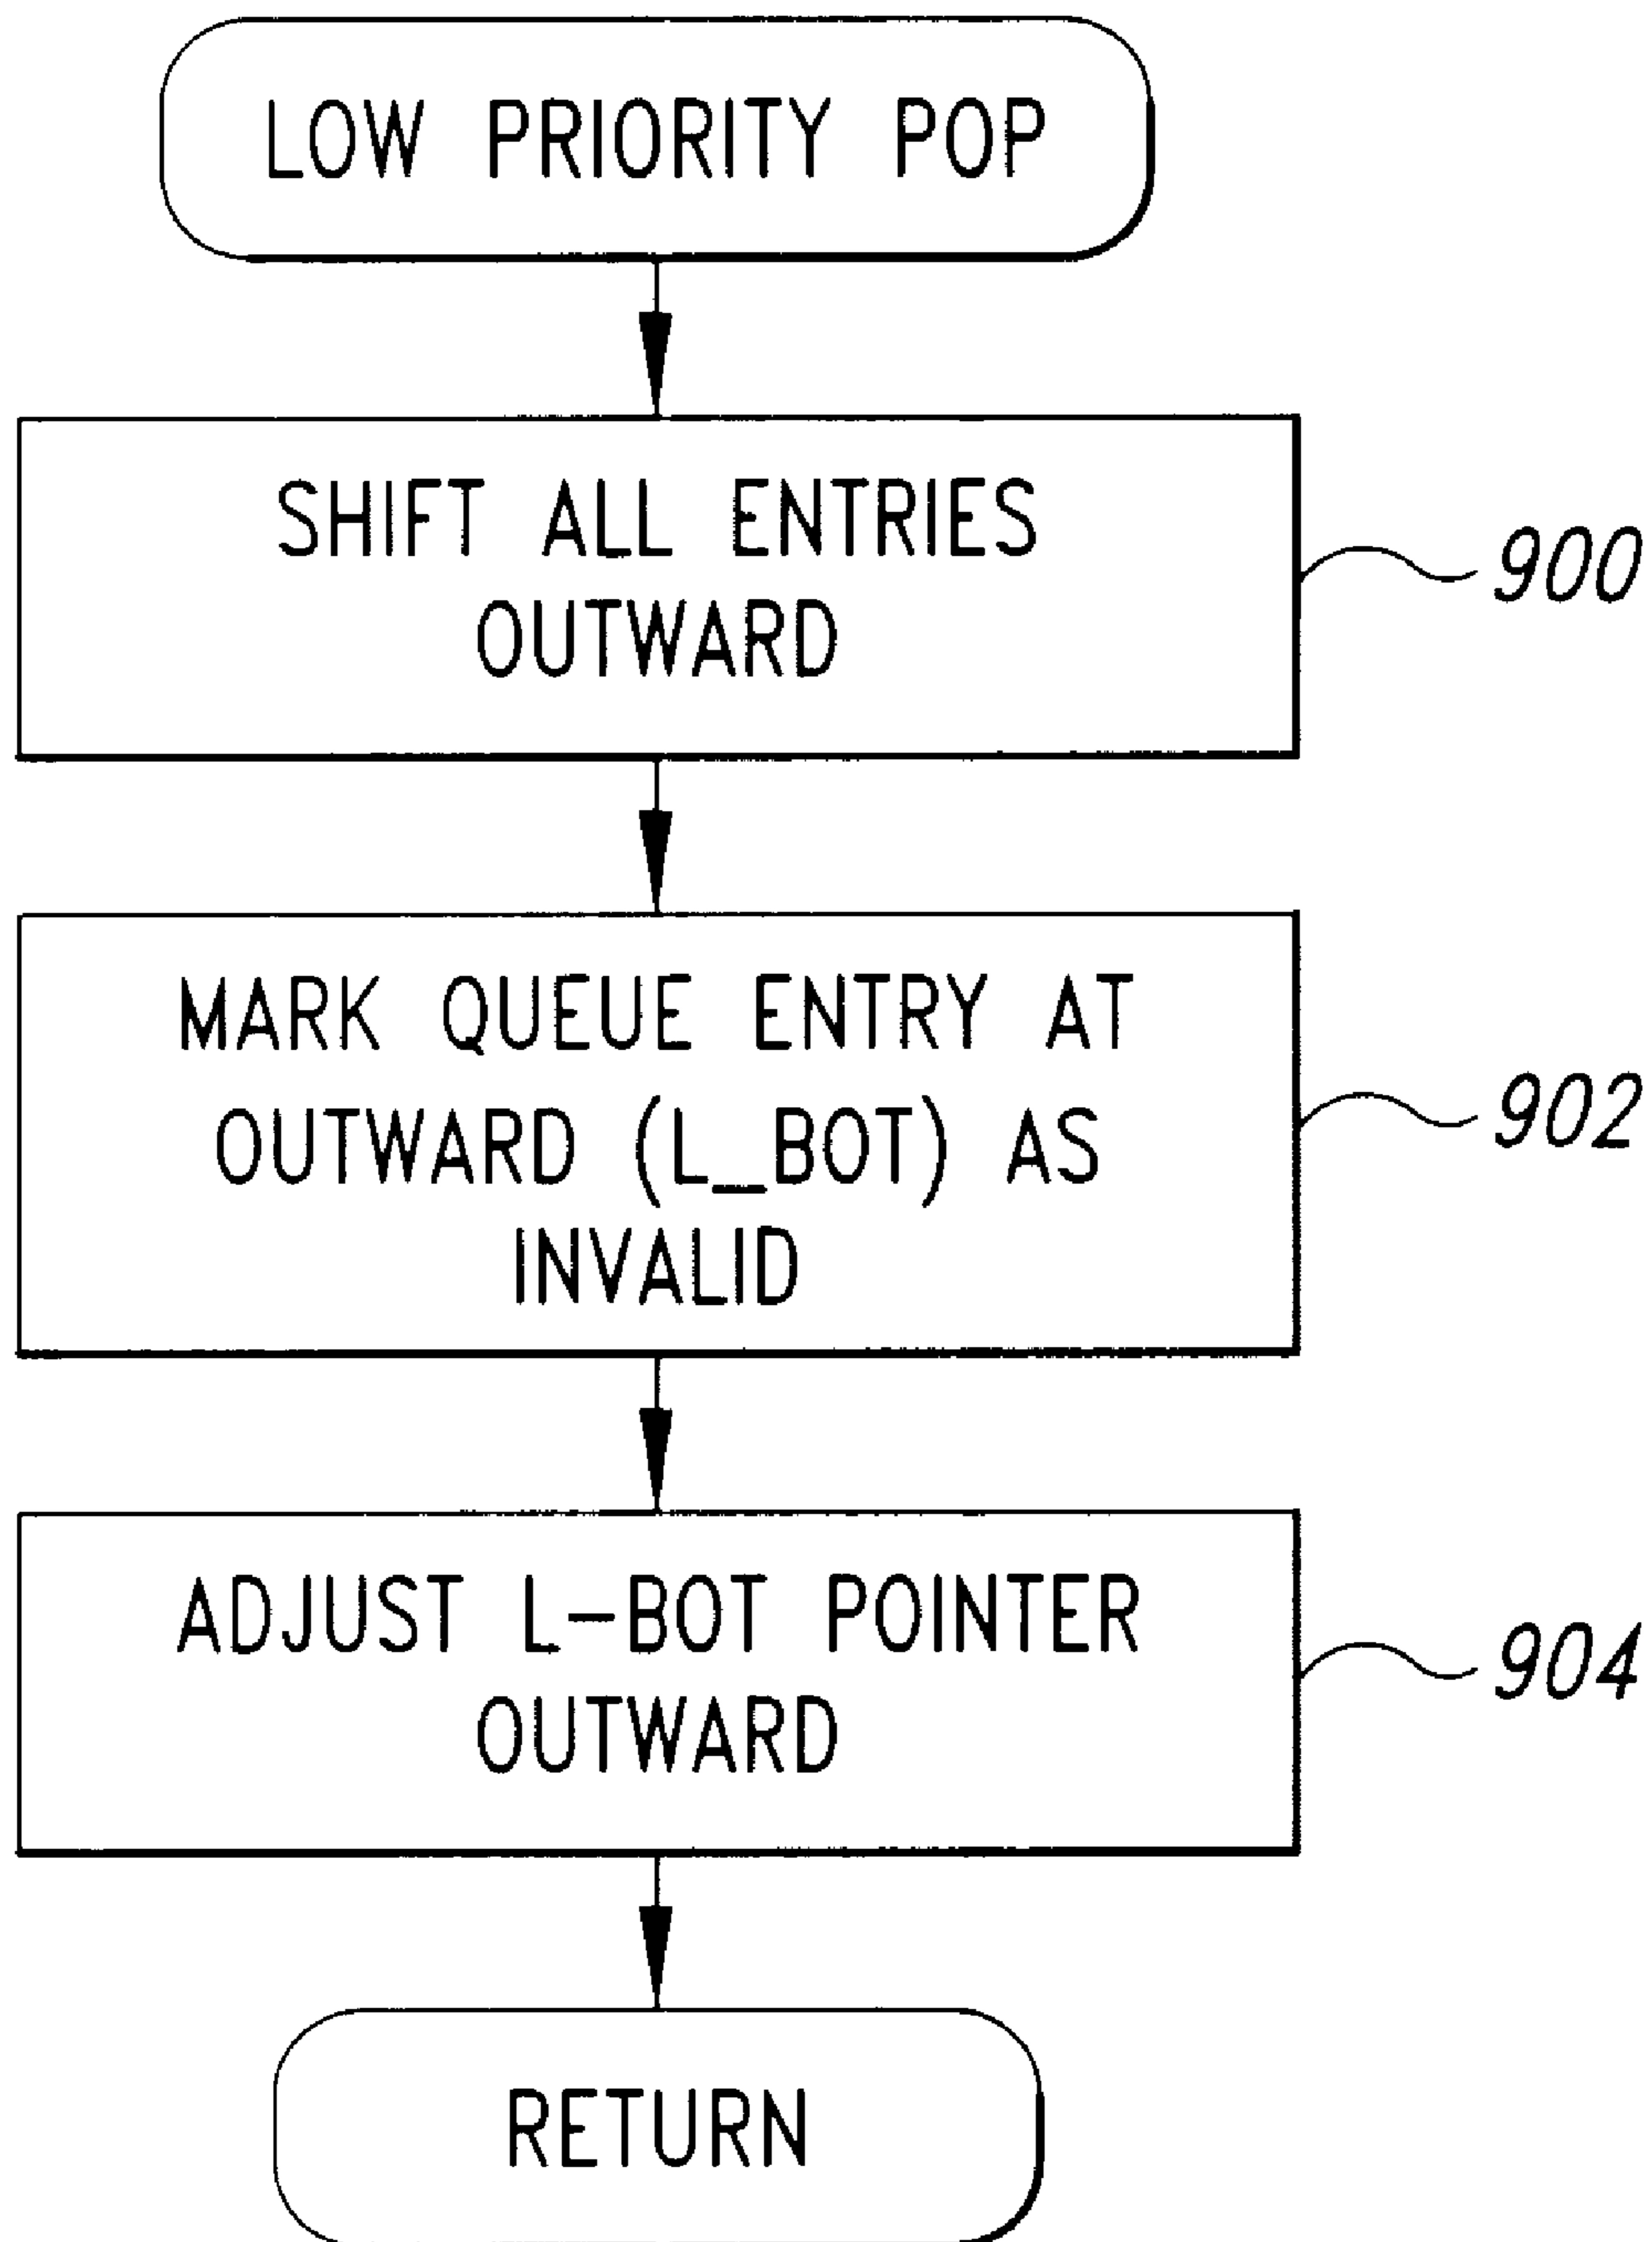 LOW PRIORITY POP
SHIFT ALL ENTRIES
OUTWARD
900
MARK QUEUE ENTRY AT
OUTWARD (L_BOT) AS
INVALID
902
ADJUST L-BOT POINTER
OUTWARD
904
RETURN